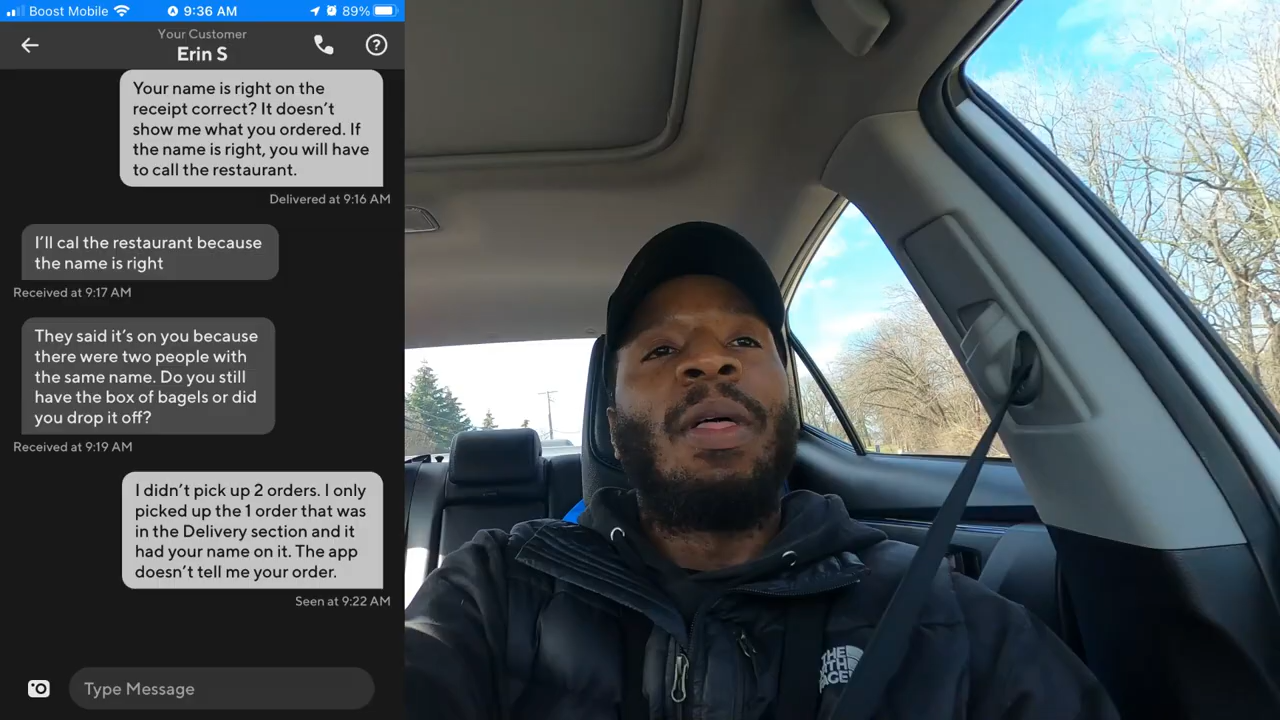 Boost Mobile 9:36 AM 89%
Your Customer
Erin S
Your name is right on the
receipt correct? It doesn't
show me what you ordered. If
the name is right, you will have
to call the restaurant.
Delivered at 9:16 AM
I'll cal the restaurant because
the name is right
Received at 9:17 AM
They said it's on you because
there were two people with
the same name. Do you still
have the box of bagels or did
you drop it off?
Received at 9:19 AM
I didn't pick up 2 orders. I only
picked up the 1 order that was
in the Delivery section and it
had your name on it. The app
doesn't tell me your order.
Seen at 9:22 AM
Type Message
THE